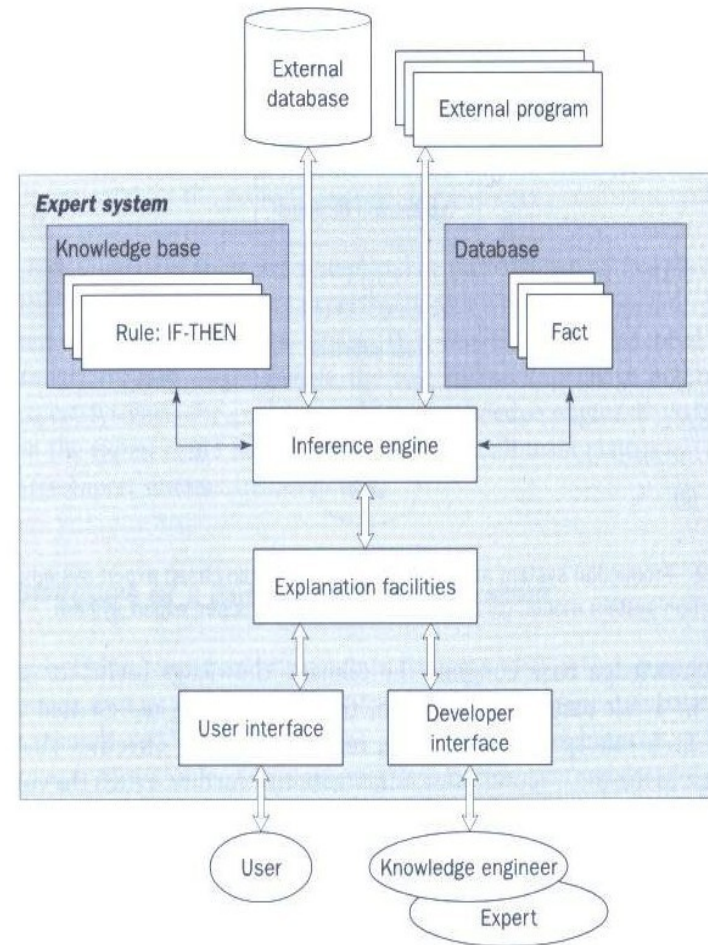 External
database
External program
Expert system
Knowledge base
Rule: IF-THEN
Database
Fact
Inference engine
Explanation facilities
User interface
Developer
interface
User
Knowledge engineer
Expert